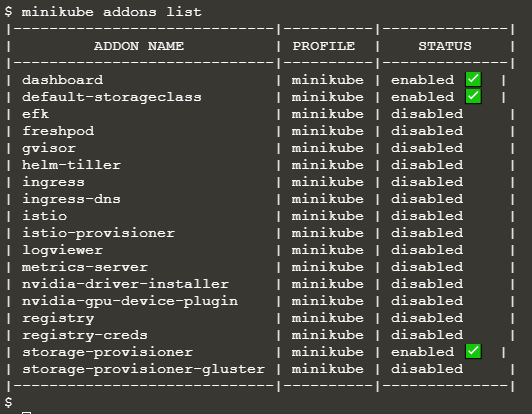 $ minikube addons list
|-----------------------------|----------|--------------|
|         ADDON NAME          | PROFILE  |    STATUS    |
|-----------------------------|----------|--------------|
| dashboard                   | minikube | enabled ✅   |
| default-storageclass        | minikube | enabled ✅   |
| efk                         | minikube | disabled     |
| freshpod                    | minikube | disabled     |
| gvisor                      | minikube | disabled     |
| helm-tiller                 | minikube | disabled     |
| ingress                     | minikube | disabled     |
| ingress-dns                 | minikube | disabled     |
| istio                       | minikube | disabled     |
| istio-provisioner           | minikube | disabled     |
| logviewer                   | minikube | disabled     |
| metrics-server              | minikube | disabled     |
| nvidia-driver-installer     | minikube | disabled     |
| nvidia-gpu-device-plugin    | minikube | disabled     |
| registry                    | minikube | disabled     |
| registry-creds              | minikube | disabled     |
| storage-provisioner         | minikube | enabled ✅   |
| storage-provisioner-gluster | minikube | disabled     |
|-----------------------------|----------|--------------|
$